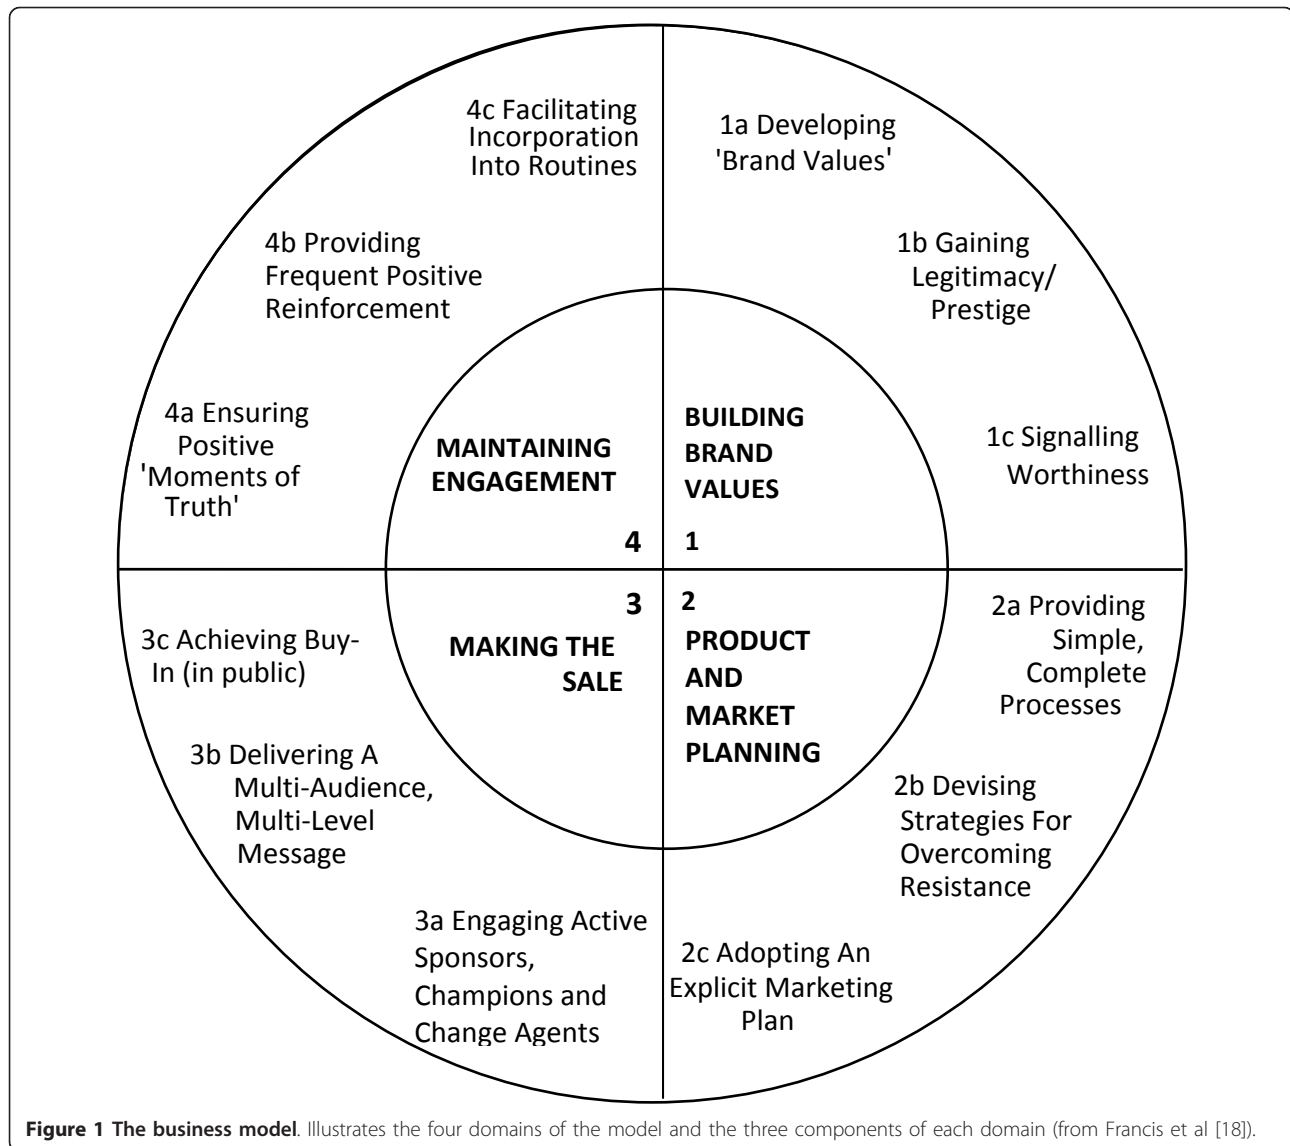 4c Facilitating
Incorporation
Into Routines
1a Developing
'Brand Values'
4b Providing
Frequent Positive
Reinforcement
1b Gaining
Legitimacy/
Prestige
4a Ensuring
Positive
'Moments of
Truth'
MAINTAINING
ENGAGEMENT
4
BUILDING
BRAND
VALUES
1
1c Signalling
Worthiness
3c Achieving Buy-
In (in public)
3
MAKING THE
SALE
2
PRODUCT
AND
MARKET
PLANNING
2a Providing
Simple,
Complete
Processes
3b Delivering A
Multi-Audience,
Multi-Level
Message
2b Devising
Strategies For
Overcoming
Resistance
3a Engaging Active
Sponsors,
Champions and
Change Agents
2c Adopting An
Explicit Marketing
Plan
Figure 1 The business model. Illustrates the four domains of the model and the three components of each domain (from Francis et al [18]).